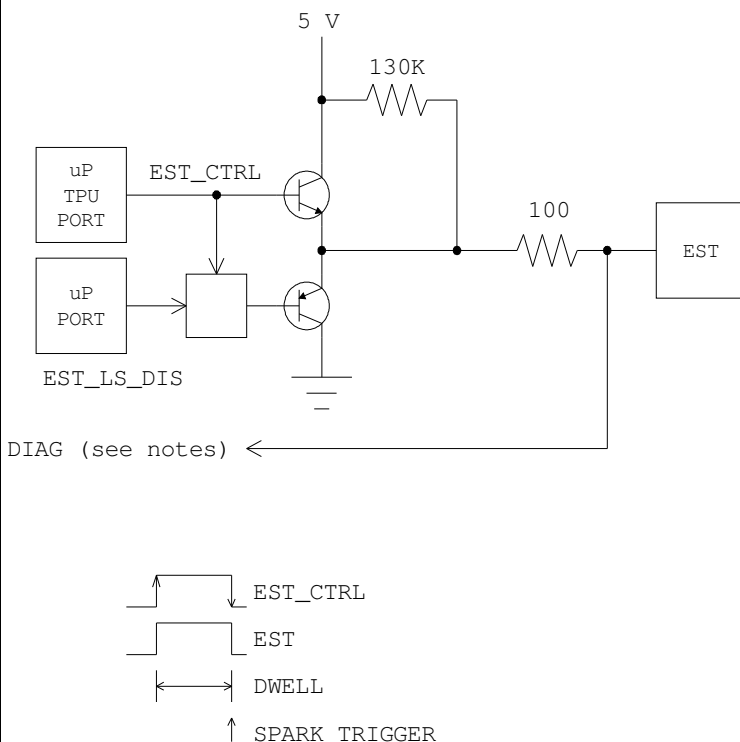 5 V
130K
uP
TPU
PORT
EST_CTRL
100
EST
uP
PORT
EST_LS_DIS
DIAG (see notes)
EST_CTRL
EST
DWELL
SPARK TRIGGER